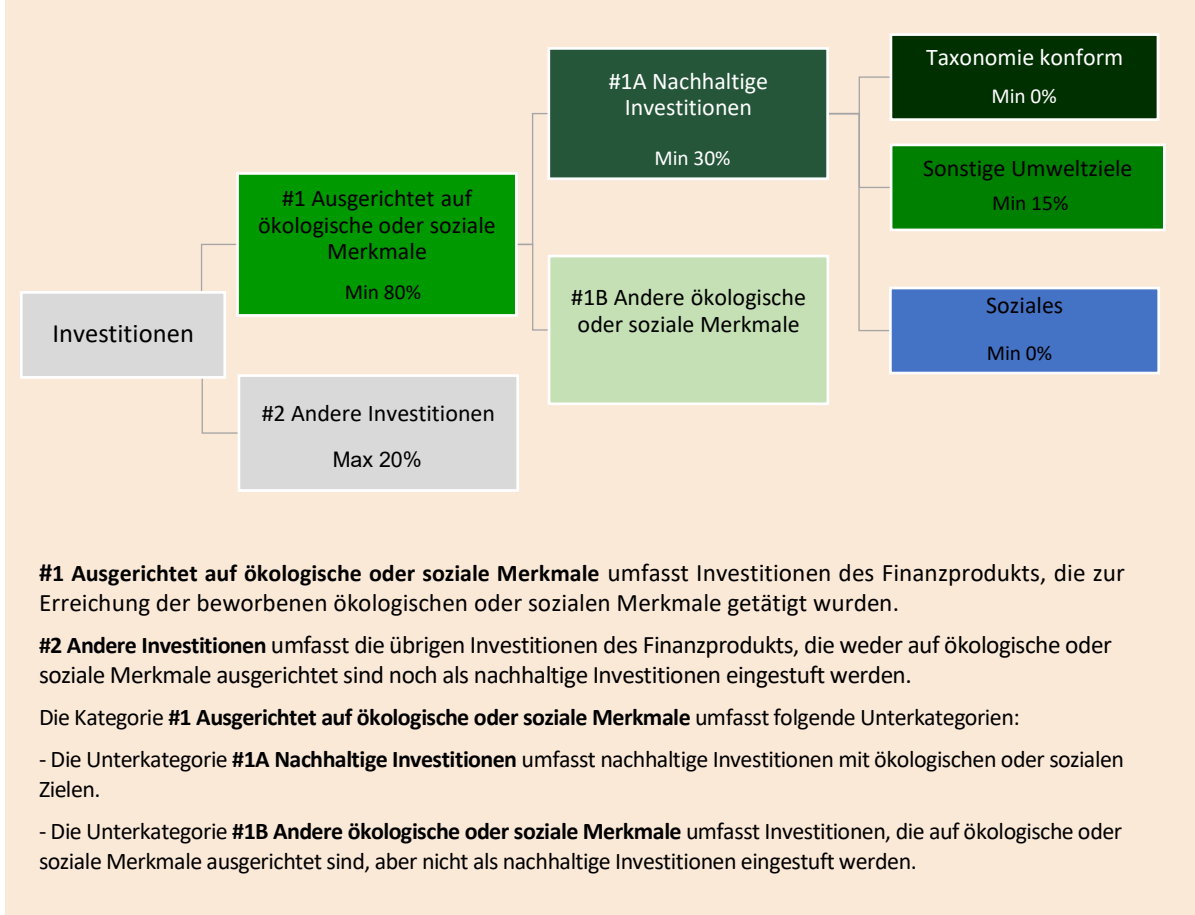 Taxonomie konform
Min 0%
#1A Nachhaltige
Investitionen
Min 30%
Sonstige Umweltziele
Min 15%
#1 Ausgerichtet auf
ökologische oder soziale
Merkmale
Min 80%
#1B Andere ökologische
oder soziale Merkmale
Soziales
Min 0%
Investitionen
#2 Andere Investitionen
Max 20%
#1 Ausgerichtet auf ökologische oder soziale Merkmale umfasst Investitionen des Finanzprodukts, die zur
Erreichung der beworbenen ökologischen oder sozialen Merkmale getätigt wurden.
#2 Andere Investitionen umfasst die übrigen Investitionen des Finanzprodukts, die weder auf ökologische oder
soziale Merkmale ausgerichtet sind noch als nachhaltige Investitionen eingestuft werden.
Die Kategorie #1 Ausgerichtet auf ökologische oder soziale Merkmale umfasst folgende Unterkategorien:
- Die Unterkategorie #1A Nachhaltige Investitionen umfasst nachhaltige Investitionen mit ökologischen oder sozialen
Zielen.
- Die Unterkategorie #1B Andere ökologische oder soziale Merkmale umfasst Investitionen, die auf ökologische oder
soziale Merkmale ausgerichtet sind, aber nicht als nachhaltige Investitionen eingestuft werden.